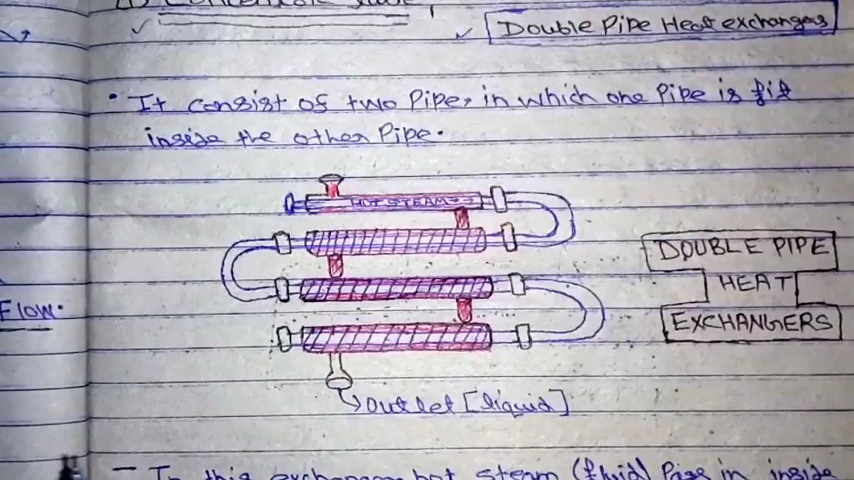 Double Pipe Heat exchangers
• It consist of two Pipe, in which one Pipe is fit
inside the other Pipe.
HOT STEAM
DOUBLE PIPE
HEAT
EXCHANGERS
Flow.
Outlet [liquid]
– In this exchanger hot steam (fluid) Pass in inside